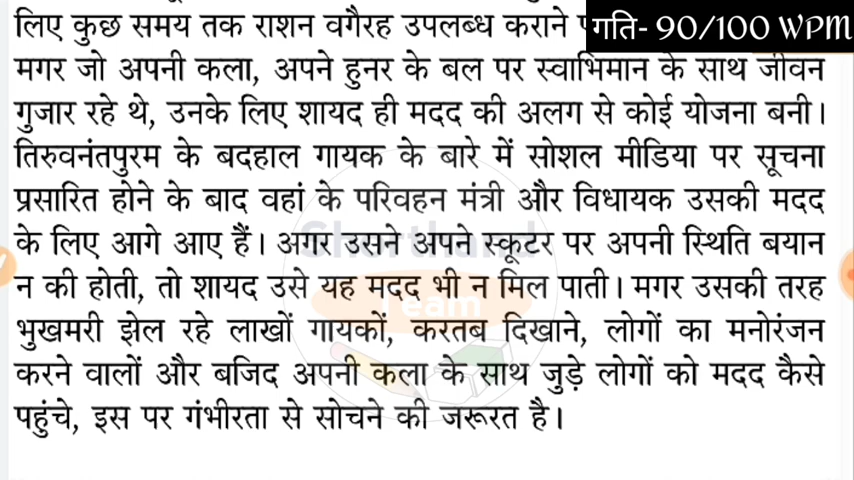 लिए कुछ समय तक राशन वगैरह उपलब्ध कराने
गति- 90/100 WPM
मगर जो अपनी कला, अपने हुनर के बल पर स्वाभिमान के साथ जीवन
गुजार रहे थे, उनके लिए शायद ही मदद की अलग से कोई योजना बनी।
तिरुवनंतपुरम के बदहाल गायक के बारे में सोशल मीडिया पर सूचना
प्रसारित होने के बाद वहां के परिवहन मंत्री और विधायक उसकी मदद
के लिए आगे आए हैं। अगर उसने अपने स्कूटर पर अपनी स्थिति बयान
न की होती, तो शायद उसे यह मदद भी न मिल पाती। मगर उसकी तरह
भुखमरी झेल रहे लाखों गायकों, करतब दिखाने, लोगों का मनोरंजन
करने वालों और बजिद अपनी कला के साथ जुड़े लोगों को मदद कैसे
पहुंचे, इस पर गंभीरता से सोचने की जरूरत है।
Shorthand
Team